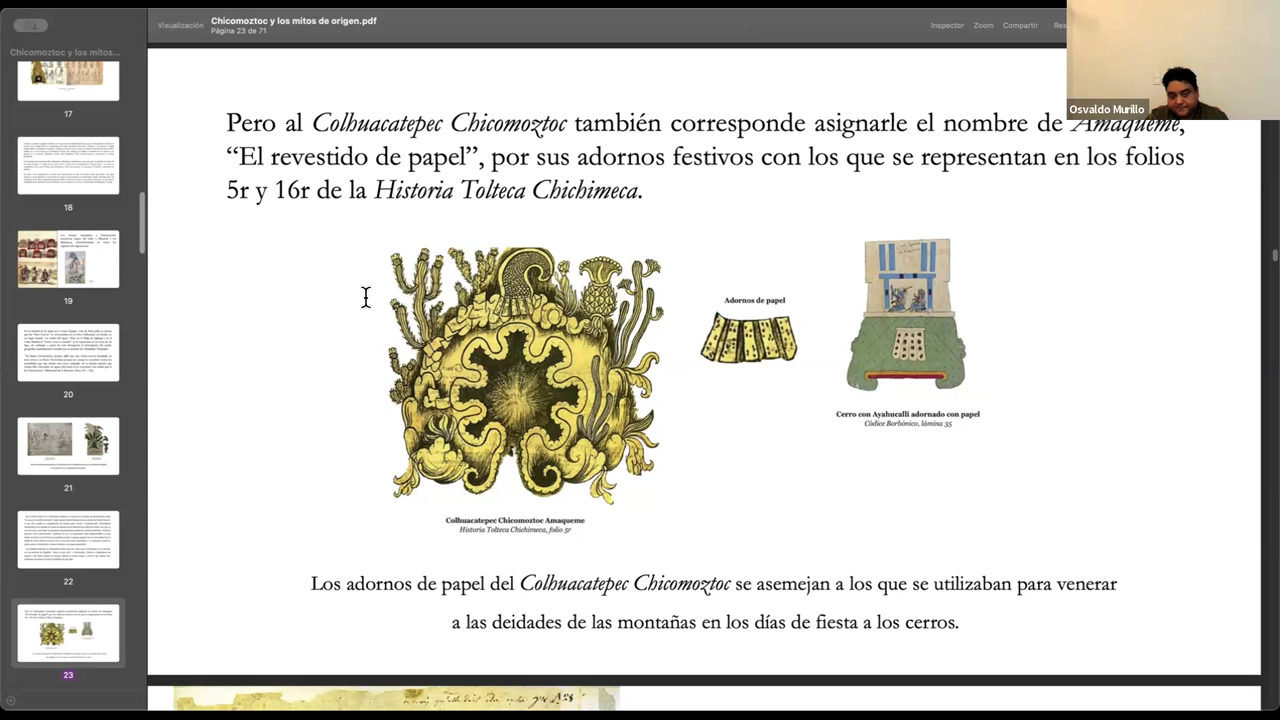 Chicomoztoc y los mitos de origen.pdf
Página 23 de 71
Visualización
Inspector
Zoom
Compartir
Osvaldo Murillo
Chicomoztoc y los mitos...
17
18
19
20
21
22
23
Pero al Colhuacatepec Chicomoztoc también corresponde asignarle el nombre de Amaqueme,
“El revestido de papel”, por sus adornos festivos con los que se representan en los folios
5r y 16r de la Historia Tolteca Chichimeca.
Adornos de papel
Cerro con Ayahucalli adornado con papel
Códice Borbónico, lámina 35
Colhuacatepec Chicomoztoc Amaqueme
Historia Tolteca Chichimeca, folio 5r
Los adornos de papel del Colhuacatepec Chicomoztoc se asemejan a los que se utilizaban para venerar
a las deidades de las montañas en los días de fiesta a los cerros.